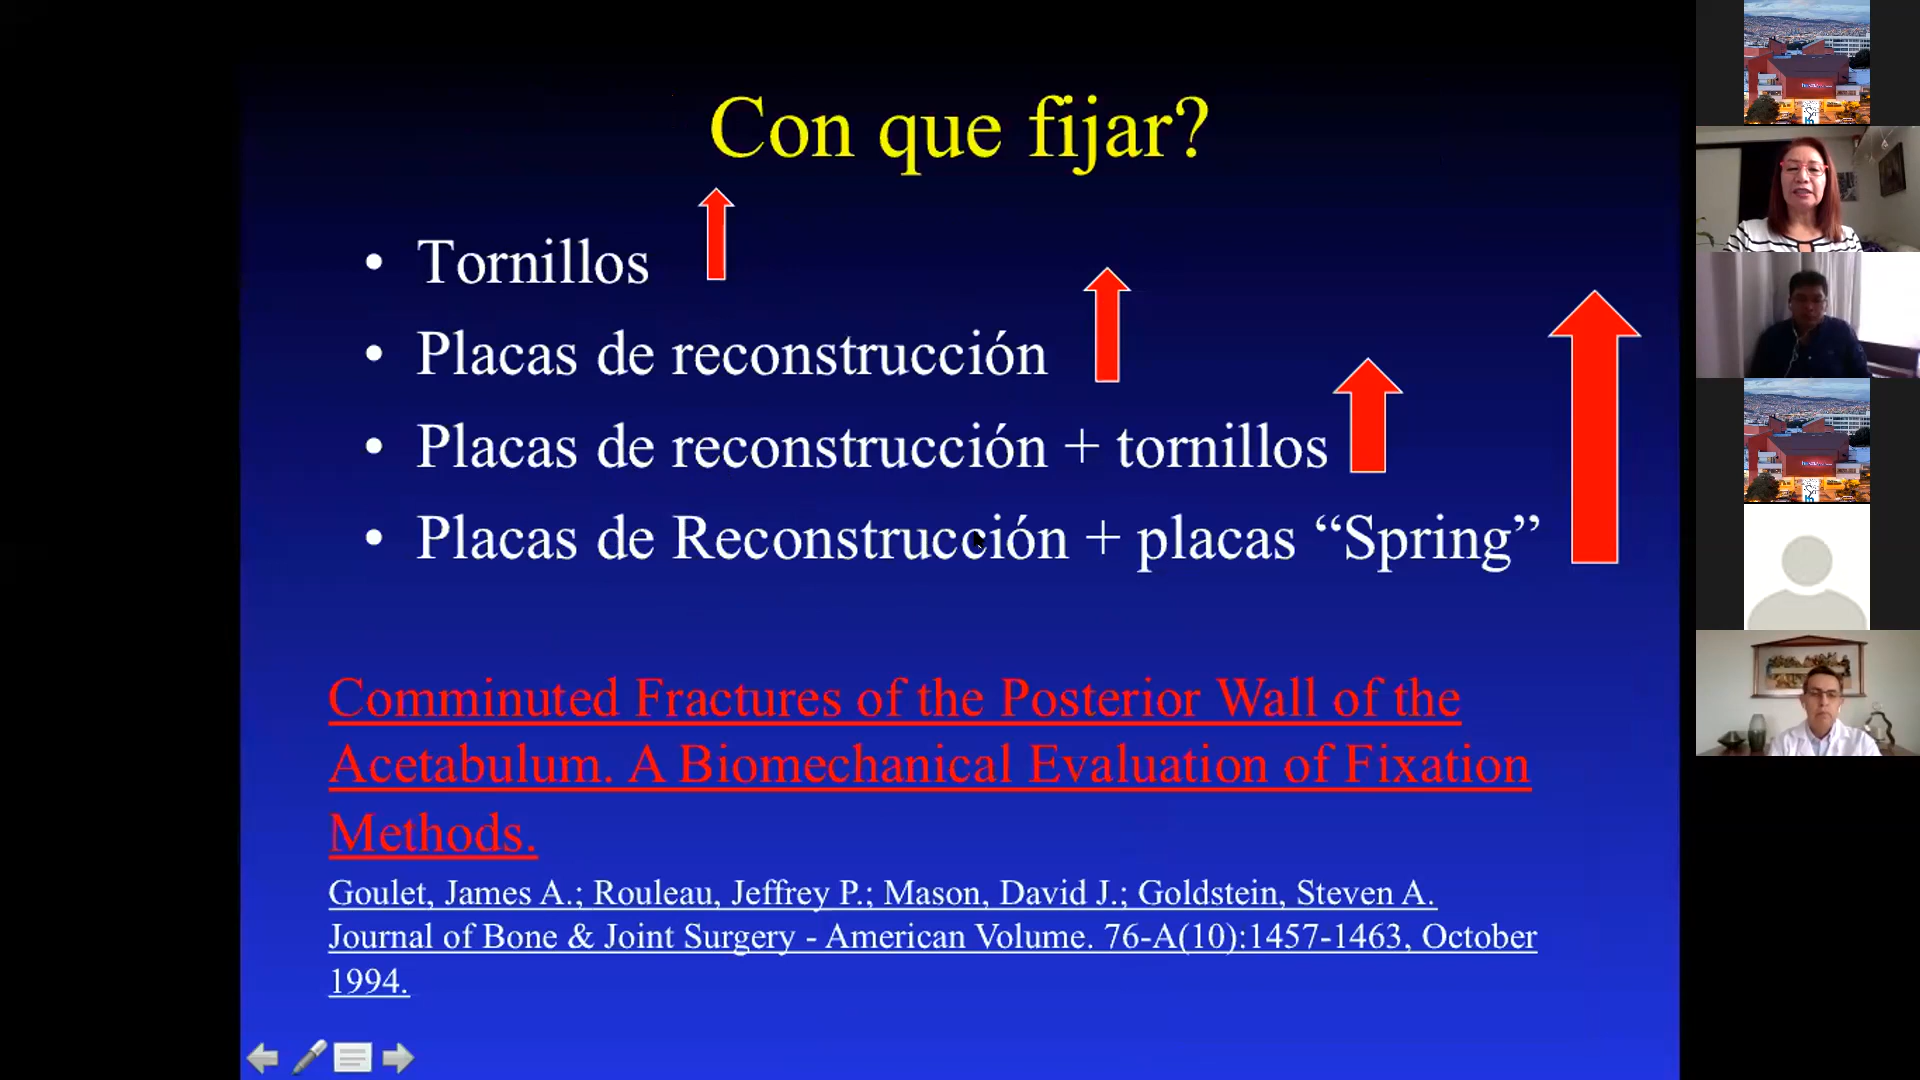 Con que fijar?
• Tornillos
• Placas de reconstrucción
• Placas de reconstrucción + tornillos
• Placas de Reconstrucción + placas “Spring”
Comminuted Fractures of the Posterior Wall of the
Acetabulum. A Biomechanical Evaluation of Fixation
Methods.
Goulet, James A.; Rouleau, Jeffrey P.; Mason, David J.; Goldstein, Steven A.
Journal of Bone & Joint Surgery - American Volume. 76-A(10):1457-1463, October
1994.